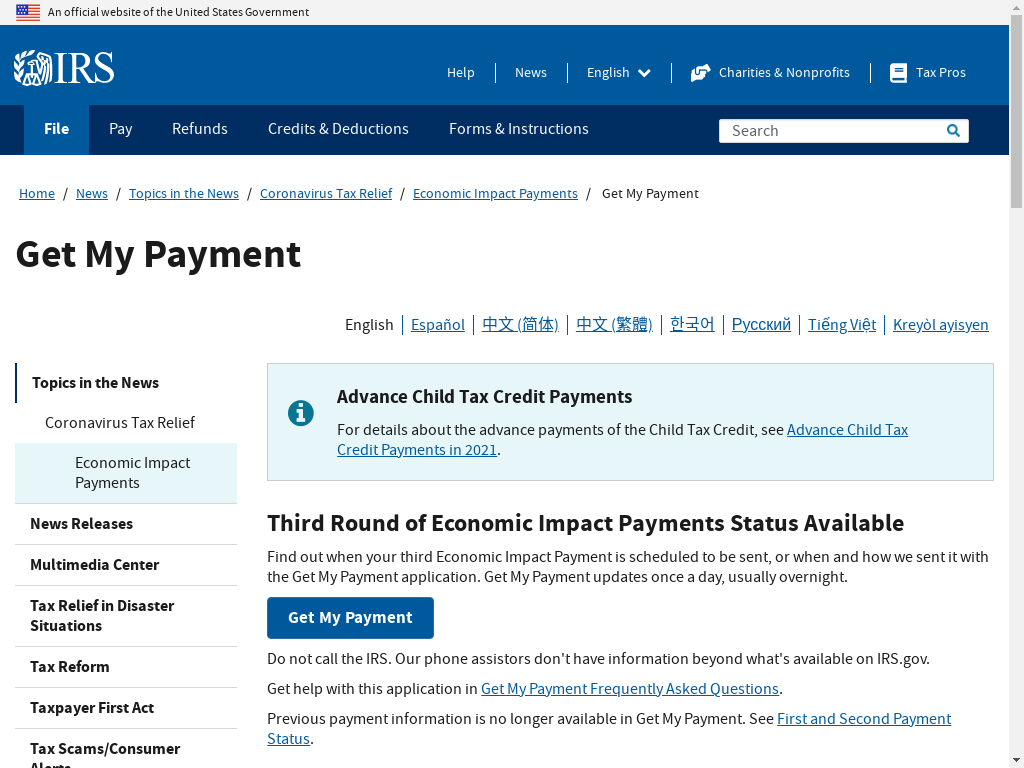 An official website of the United States Government
IRS
Help
News
English
Charities & Nonprofits
Tax Pros
File
Pay
Refunds
Credits & Deductions
Forms & Instructions
Search
Home / News / Topics in the News / Coronavirus Tax Relief / Economic Impact Payments / Get My Payment
Get My Payment
English
Español
中文 (简体)
中文 (繁體)
한국어
Русский
Tiếng Việt
Kreyòl ayisyen
Topics in the News
Coronavirus Tax Relief
Economic Impact
Payments
News Releases
Multimedia Center
Tax Relief in Disaster
Situations
Tax Reform
Taxpayer First Act
Tax Scams/Consumer
Alerts
Advance Child Tax Credit Payments
For details about the advance payments of the Child Tax Credit, see Advance Child Tax
Credit Payments in 2021.
Third Round of Economic Impact Payments Status Available
Find out when your third Economic Impact Payment is scheduled to be sent, or when and how we sent it with
the Get My Payment application. Get My Payment updates once a day, usually overnight.
Get My Payment
Do not call the IRS. Our phone assistors don't have information beyond what's available on IRS.gov.
Get help with this application in Get My Payment Frequently Asked Questions.
Previous payment information is no longer available in Get My Payment. See First and Second Payment
Status.